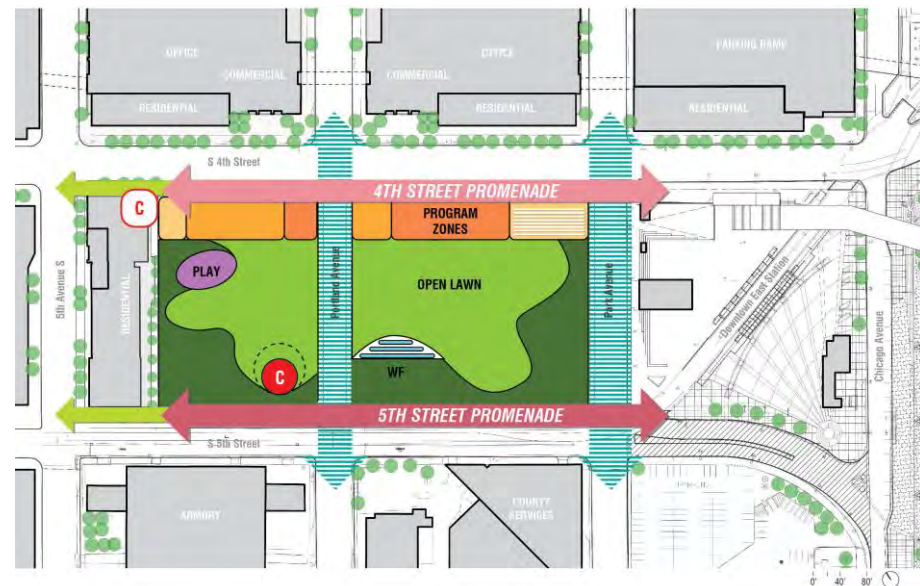 OFFICE
OFFICE
PARKING RAMP
COMMERCIAL
COMMERCIAL
RESIDENTIAL
RESIDENTIAL
RESIDENTIAL
S 4th Street
4TH STREET PROMENADE
C
PROGRAM
ZONES
PLAY
OPEN LAWN
5th Avenue S
RESIDENTIAL
Portland Avenue
Park Avenue
Downtown East Station
Chicago Avenue
C
WF
5TH STREET PROMENADE
S 5th Street
ARMORY
COUNTY
SERVICES
0' 40' 80'